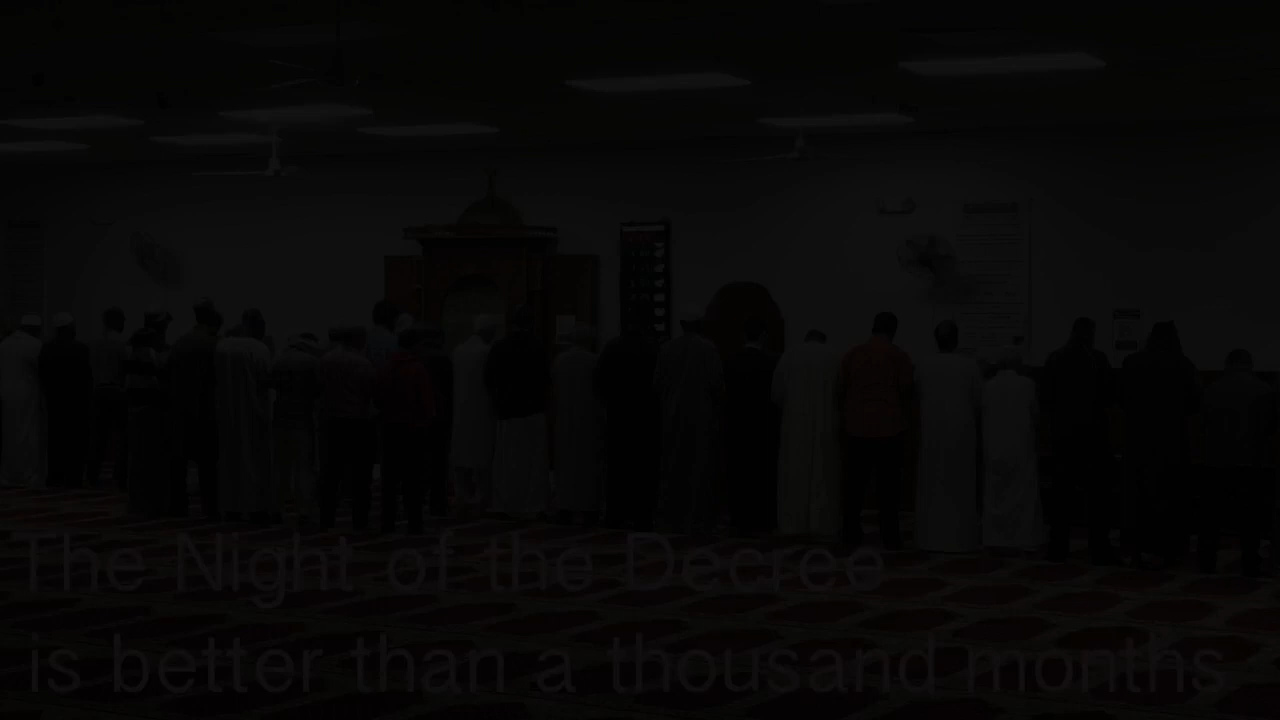 The Night of the Decree
is better than a thousand months